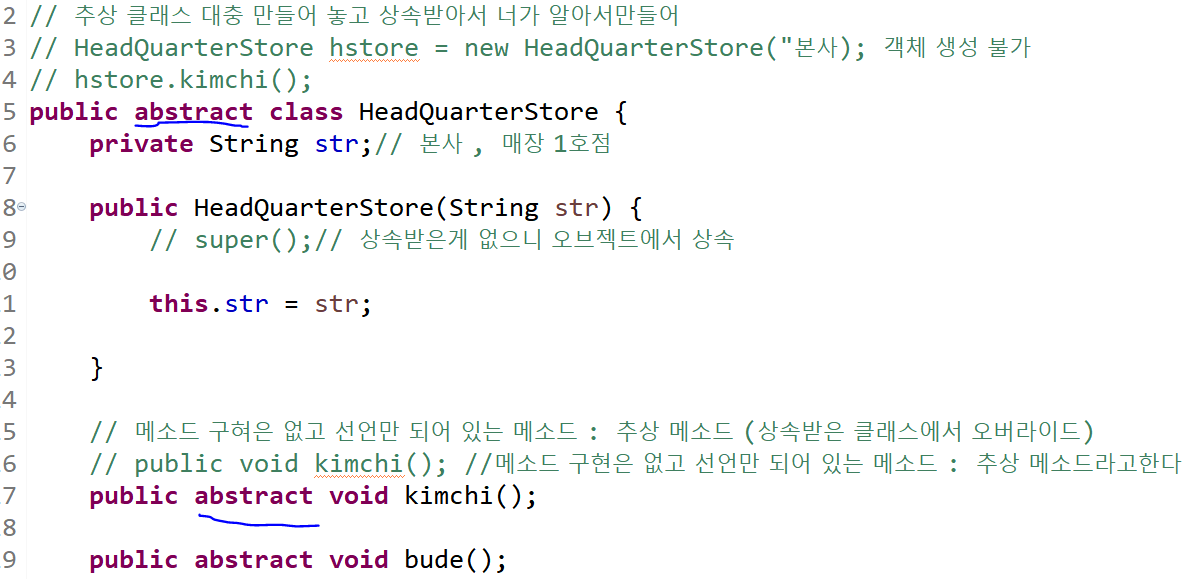 2 // 추상 클래스 대충 만들어 놓고 상속받아서 너가 알아서만들어
3 // HeadQuarterStore hstore = new HeadQuarterStore("본사); 객체 생성 불가
4 // hstore.kimchi();
5 public abstract class HeadQuarterStore {
6 private String str;// 본사 , 매장 1호점
7
8 public HeadQuarterStore(String str) {
9 // super();// 상속받은게 없으니 오브젝트에서 상속
0
1 this.str = str;
2
3 }
4
5 // 메소드 구혀은 없고 선언만 되어 있는 메소드 : 추상 메소드 (상속받은 클래스에서 오버라이드)
6 // public void kimchi(); //메소드 구현은 없고 선언만 되어 있는 메소드 : 추상 메소드라고한다
7 public abstract void kimchi();
8
9 public abstract void bude();